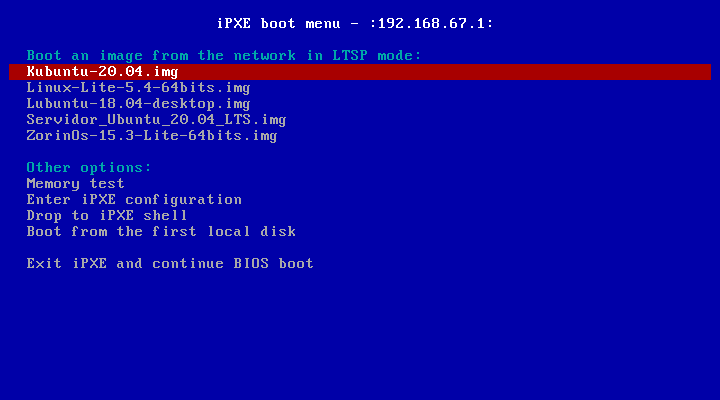 iPXE boot menu - :192.168.67.1:
Boot an image from the network in LTSP mode:
Kubuntu-20.04.img
Linux-Lite-5.4-64bits.img
Lubuntu-18.04-desktop.img
Servidor_Ubuntu_20.04_LTS.img
ZorinOs-15.3-Lite-64bits.img
Other options:
Memory test
Enter iPXE configuration
Drop to iPXE shell
Boot from the first local disk
Exit iPXE and continue BIOS boot